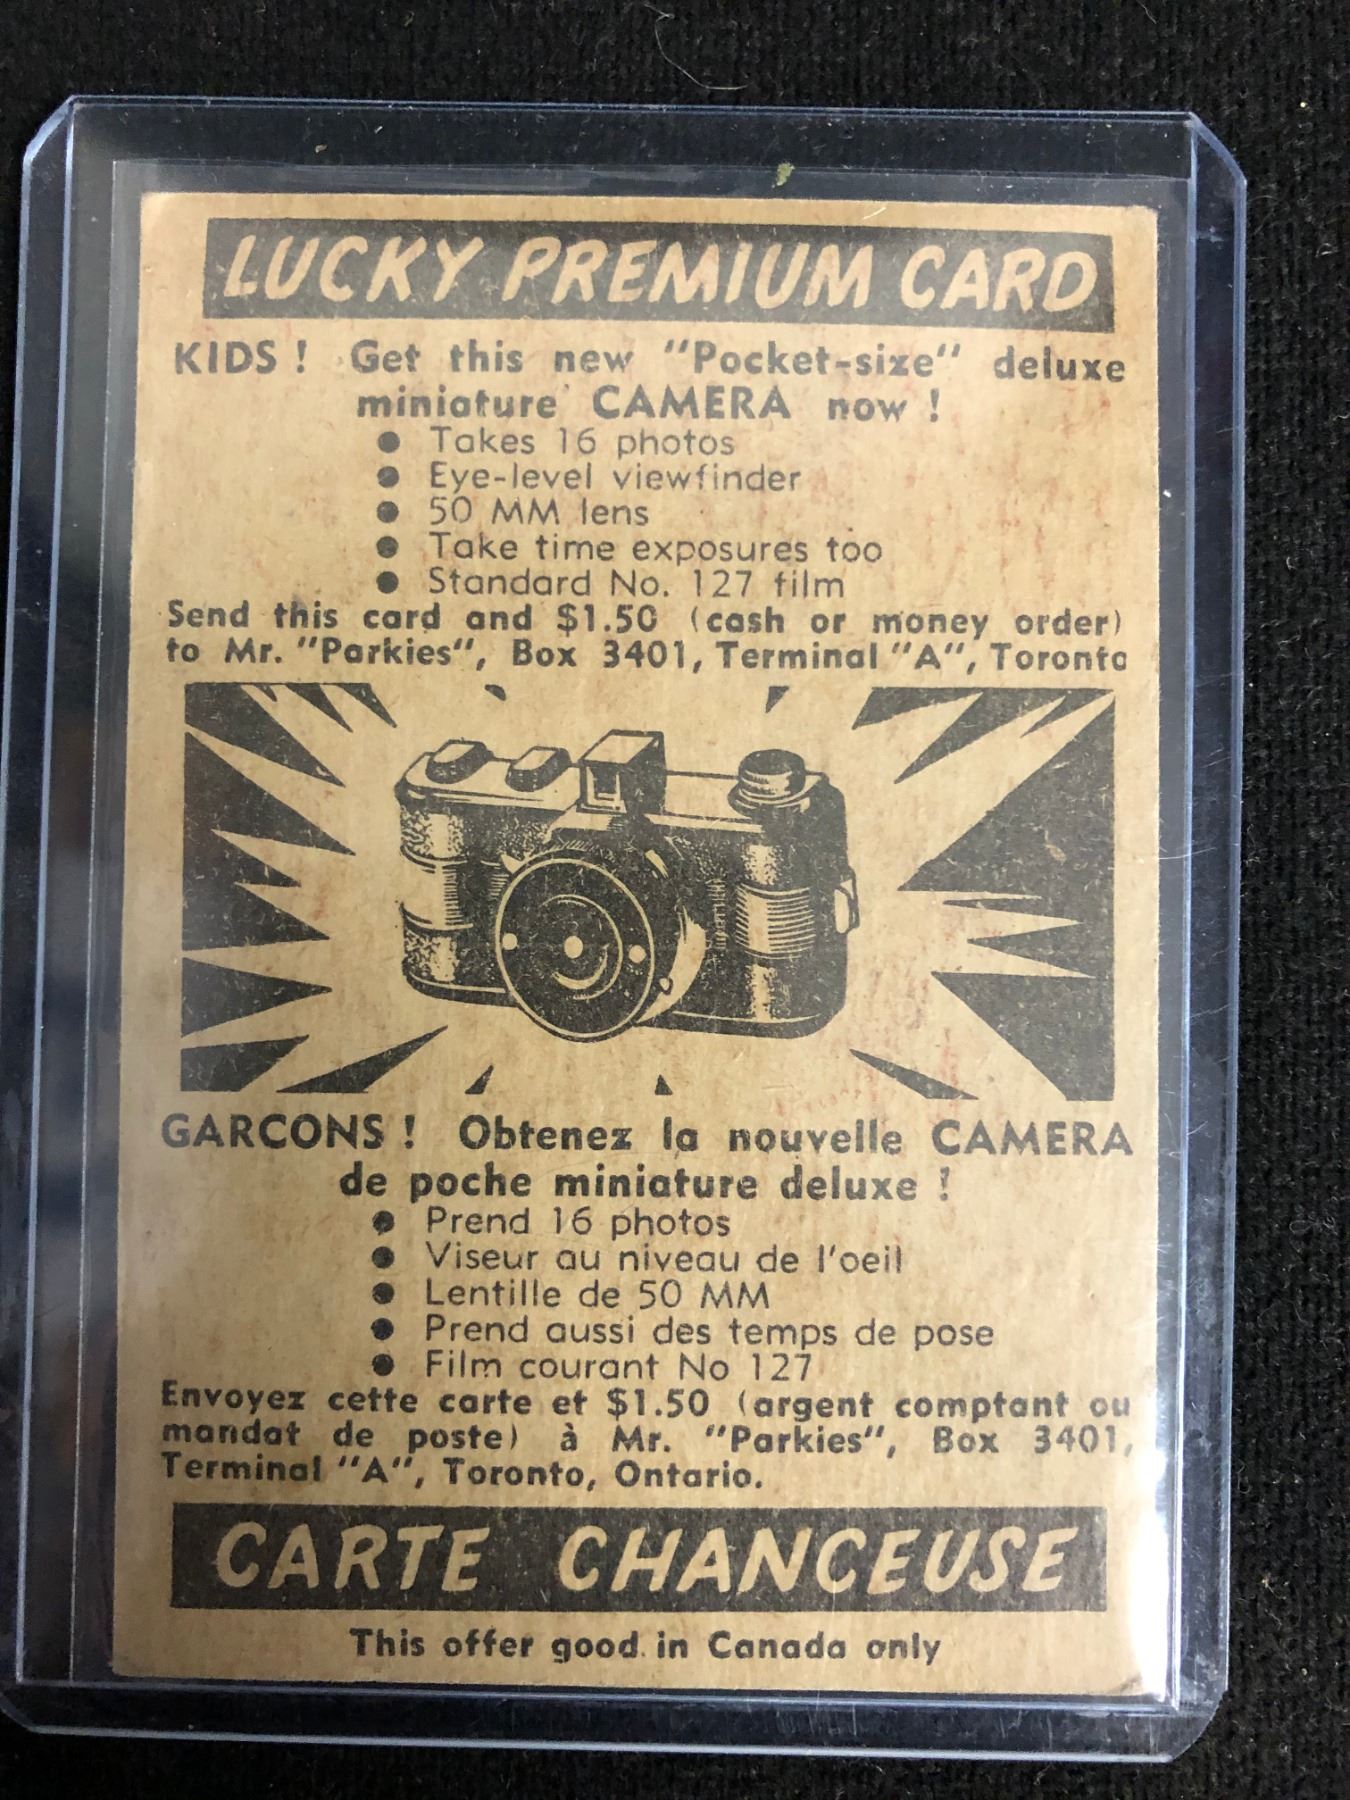 LUCKY PREMIUM CARD
KIDS ! Get this new "Pocket-size" deluxe
miniature CAMERA now !
● Takes 16 photos
● Eye-level viewfinder
● 50 MM lens
● Take time exposures too
● Standard No. 127 film
Send this card and $1.50 (cash or money order)
to Mr. "Parkies", Box 3401, Terminal "A", Toronto
GARCONS ! Obtenez la nouvelle CAMERA
de poche miniature deluxe !
● Prend 16 photos
● Viseur au niveau de l'oeil
● Lentille de 50 MM
● Prend aussi des temps de pose
● Film courant No 127
Envoyez cette carte et $1.50 (argent comptant ou
mandat de poste) à Mr. "Parkies", Box 3401,
Terminal "A", Toronto, Ontario.
CARTE CHANCEUSE
This offer good in Canada only